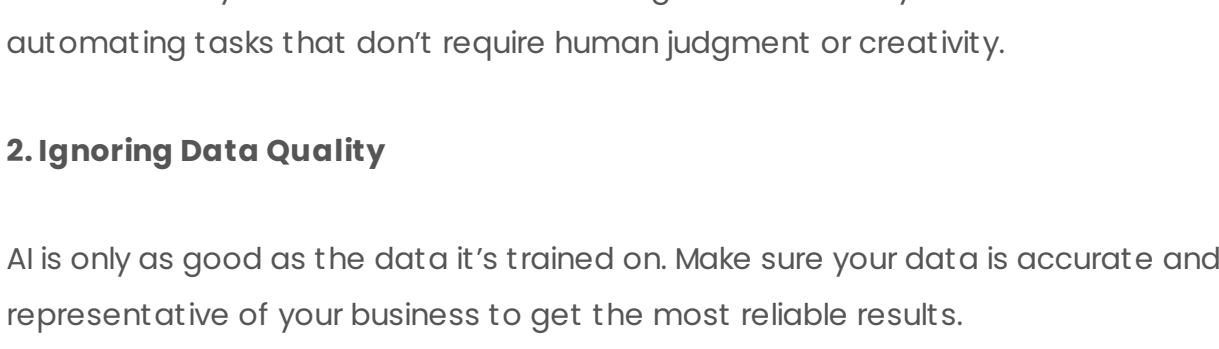 automating tasks that don’t require human judgment or creativity.
2. Ignoring Data Quality
AI is only as good as the data it’s trained on. Make sure your data is accurate and
representative of your business to get the most reliable results.